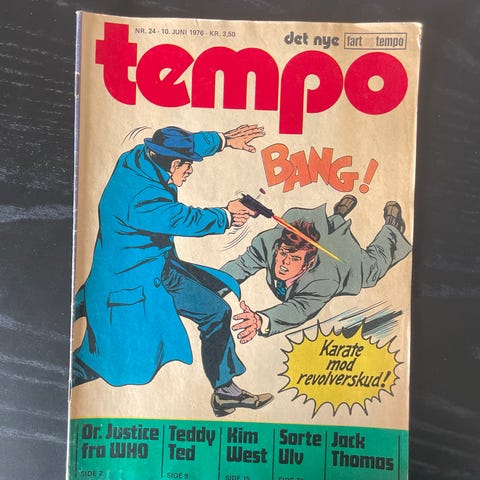 NR. 24 - 10. JUNI 1976 - KR. 3,50
det nye fart og tempo
tempo
BANG!
Karate
mod
revolverskud!
Dr. Justice
fra WHO
SIDE 7
Teddy
Ted
SIDE 9
Kim
West
SIDE 15
Sorte
Ulv
Jack
Thomas